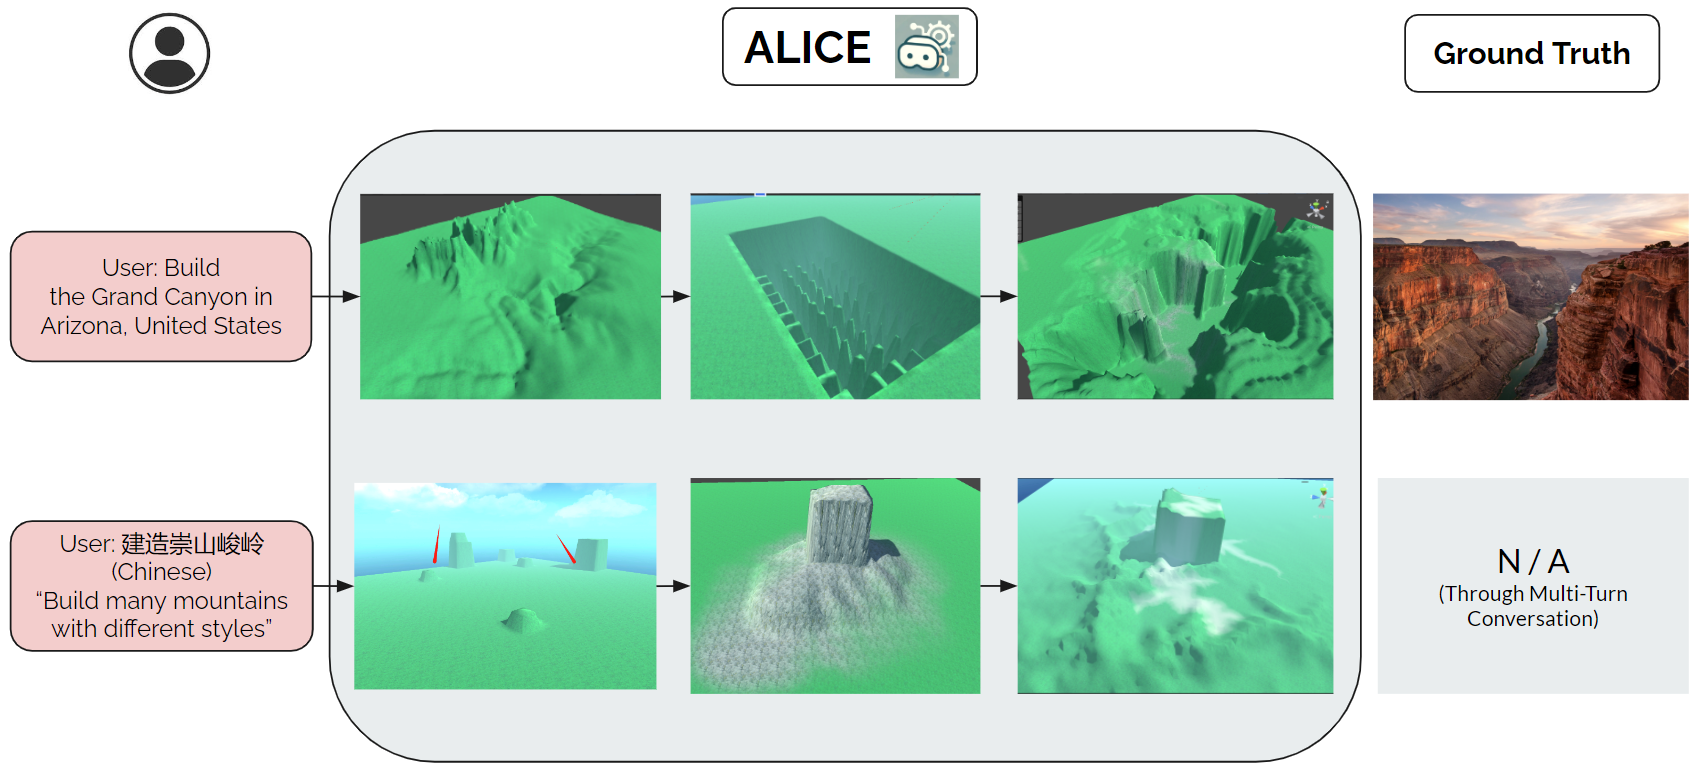 ALICE
Ground Truth
User: Build
the Grand Canyon in
Arizona, United States
User: 建造崇山峻岭
(Chinese)
“Build many mountains
with different styles”
N / A
(Through Multi-Turn
Conversation)